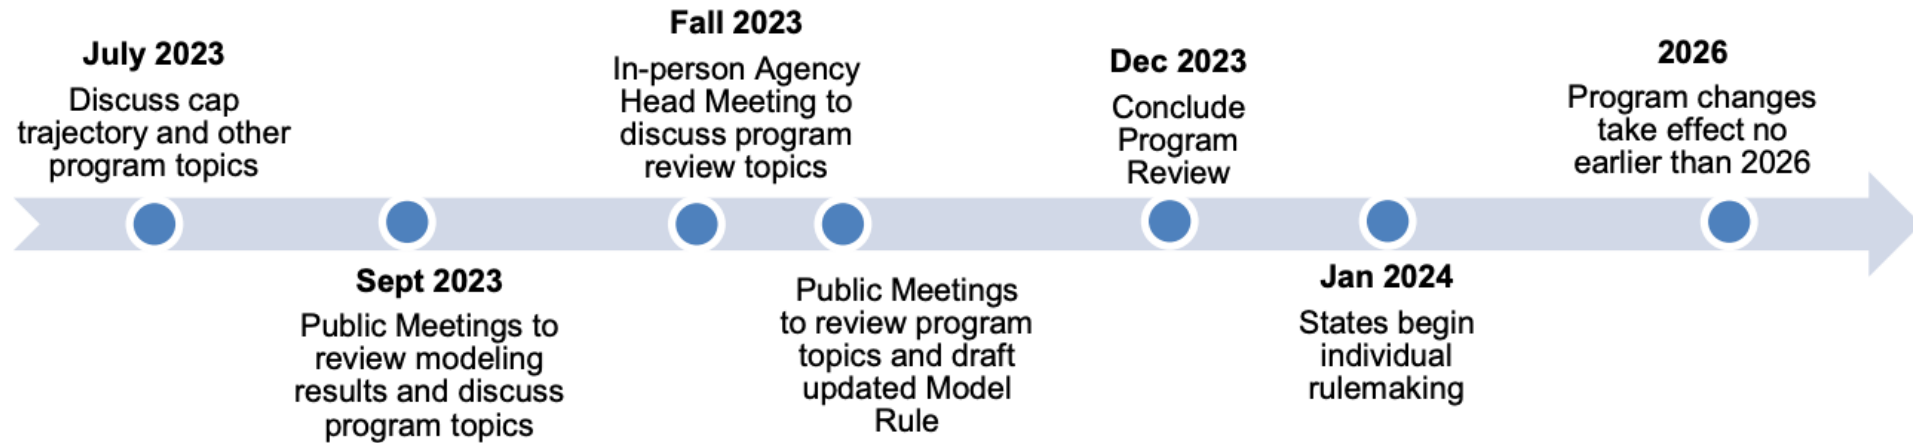 July 2023
Discuss cap
trajectory and other
program topics
Sept 2023
Public Meetings to
review modeling
results and discuss
program topics
Fall 2023
In-person Agency
Head Meeting to
discuss program
review topics
Public Meetings
to review program
topics and draft
updated Model
Rule
Dec 2023
Conclude
Program
Review
Jan 2024
States begin
individual
rulemaking
2026
Program changes
take effect no
earlier than 2026